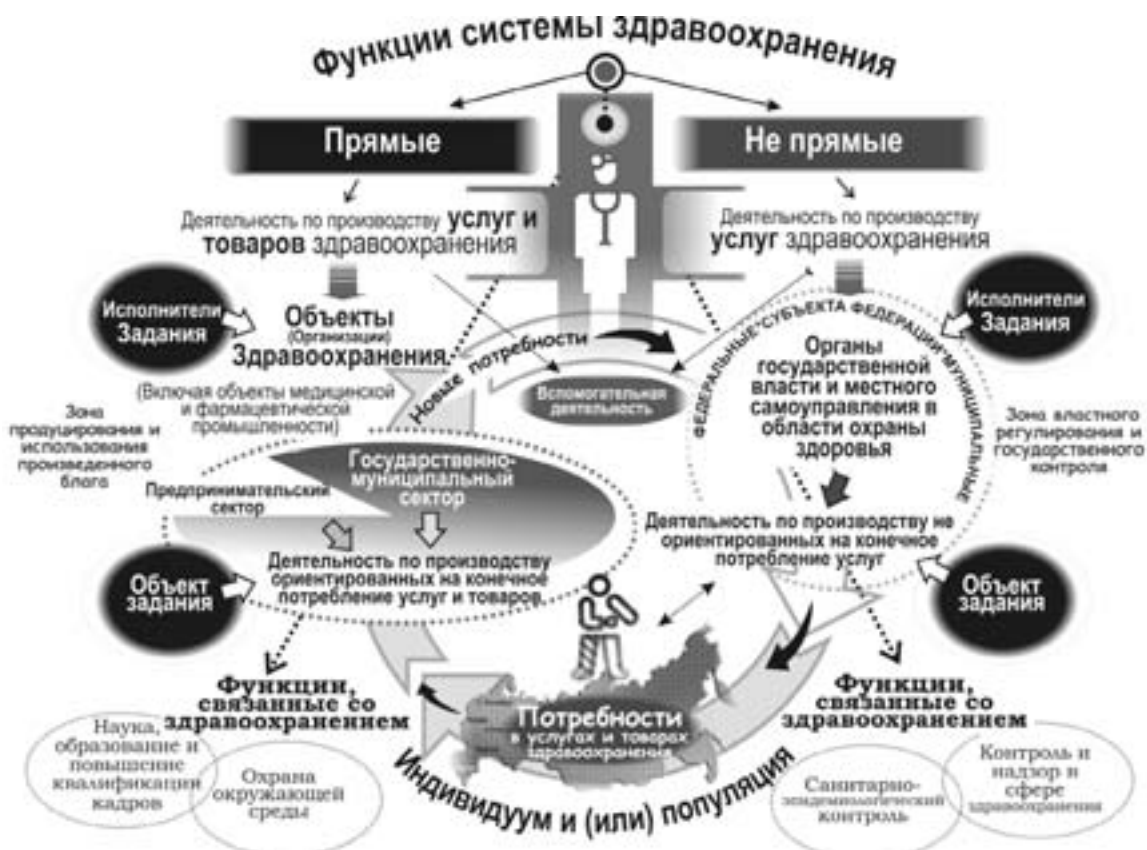 Функции системы здравоохранения
Прямые
Не прямые
Деятельность по производству услуг и
товаров здравоохранения
Деятельность по производству
услуг здравоохранения
Исполнители
Задания
Объекты
(Организации)
Здравоохранения
(Включая объекты медицинской
и фармацевтической
промышленности)
Новые потребности
Вспомогательная
деятельность
ФЕДЕРАЛЬНЫЕ-СУБЪЕКТА ФЕДЕРАЦИИ-МУНИЦИПАЛЬНЫЕ
Органы
государственной
власти и местного
самоуправления в
области охраны
здоровья
Исполнители
Задания
Зона
продуцирования и
использования
произведенного
блага
Зона властного
регулирования и
государственного
контроля
Государственно-
муниципальный
сектор
Предпринимательский
сектор
Деятельность по производству
ориентированных на конечное
потребление услуг и товаров
Деятельность по производству не
ориентированных на конечное
потребление услуг
Объект
задания
Объект
задания
Функции,
связанные со
здравоохранением
Наука,
образование и
повышение
квалификации
кадров
Охрана
окружающей
среды
Потребности
в услугах и товарах
здравоохранения
Индивидуум и (или) популяция
Функции,
связанные со
здравоохранением
Санитарно-
эпидемиологический
контроль
Контроль и
надзор в
сфере
здравоохранения